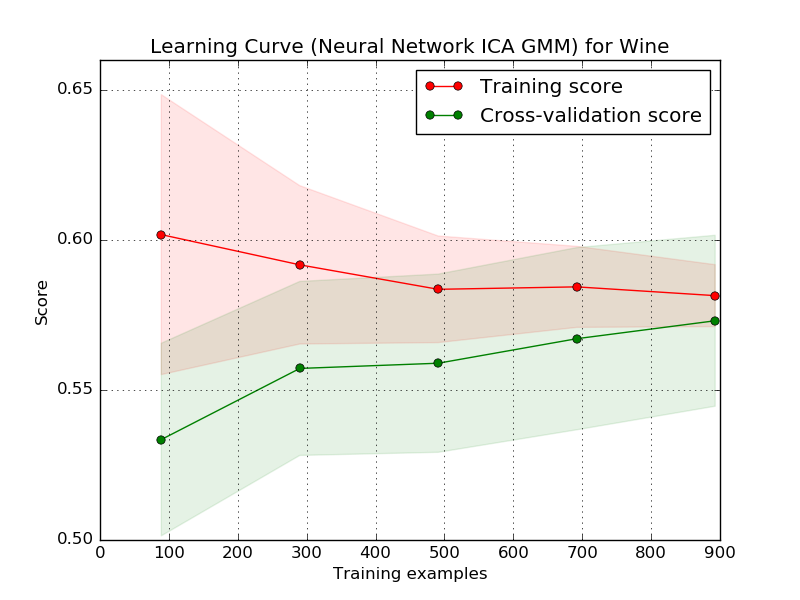 Learning Curve (Neural Network ICA GMM) for Wine
Training score
Cross-validation score
Score
0.65
0.60
0.55
0.50
0 100 200 300 400 500 600 700 800 900
Training examples